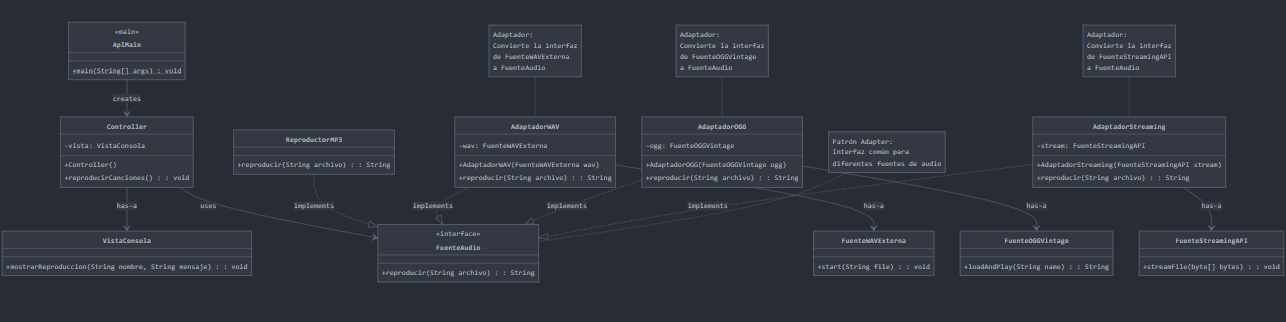 «main»
AplMain
+main(String[] args) : void
creates
Controller
-vista: VistaConsola
+Controller()
+reproducirCanciones() : : void
has-a
uses
VistaConsola
+mostrarReproduccion(String nombre, String mensaje) : : void
ReproductorMP3
+reproducir(String archivo) : : String
implements
«interface»
FuenteAudio
+reproducir(String archivo) : : String
Adaptador:
Convierte la interfaz
de FuenteWAVExterna
a FuenteAudio
AdaptadorWAV
-wav: FuenteWAVExterna
+AdaptadorWAV(FuenteWAVExterna wav)
+reproducir(String archivo) : : String
implements
Adaptador:
Convierte la interfaz
de FuenteOGGVintage
a FuenteAudio
AdaptadorOGG
-ogg: FuenteOGGVintage
+AdaptadorOGG(FuenteOGGVintage ogg)
+reproducir(String archivo) : : String
implements
Patrón Adapter:
Interfaz común para
diferentes fuentes de audio
implements
Adaptador:
Convierte la interfaz
de FuenteStreamingAPI
a FuenteAudio
AdaptadorStreaming
-stream: FuenteStreamingAPI
+AdaptadorStreaming(FuenteStreamingAPI stream)
+reproducir(String archivo) : : String
has-a
FuenteWAVExterna
+start(String file) : : void
has-a
FuenteOGGVintage
+loadAndPlay(String name) : : String
has-a
FuenteStreamingAPI
+streamFile(byte[] bytes) : : void